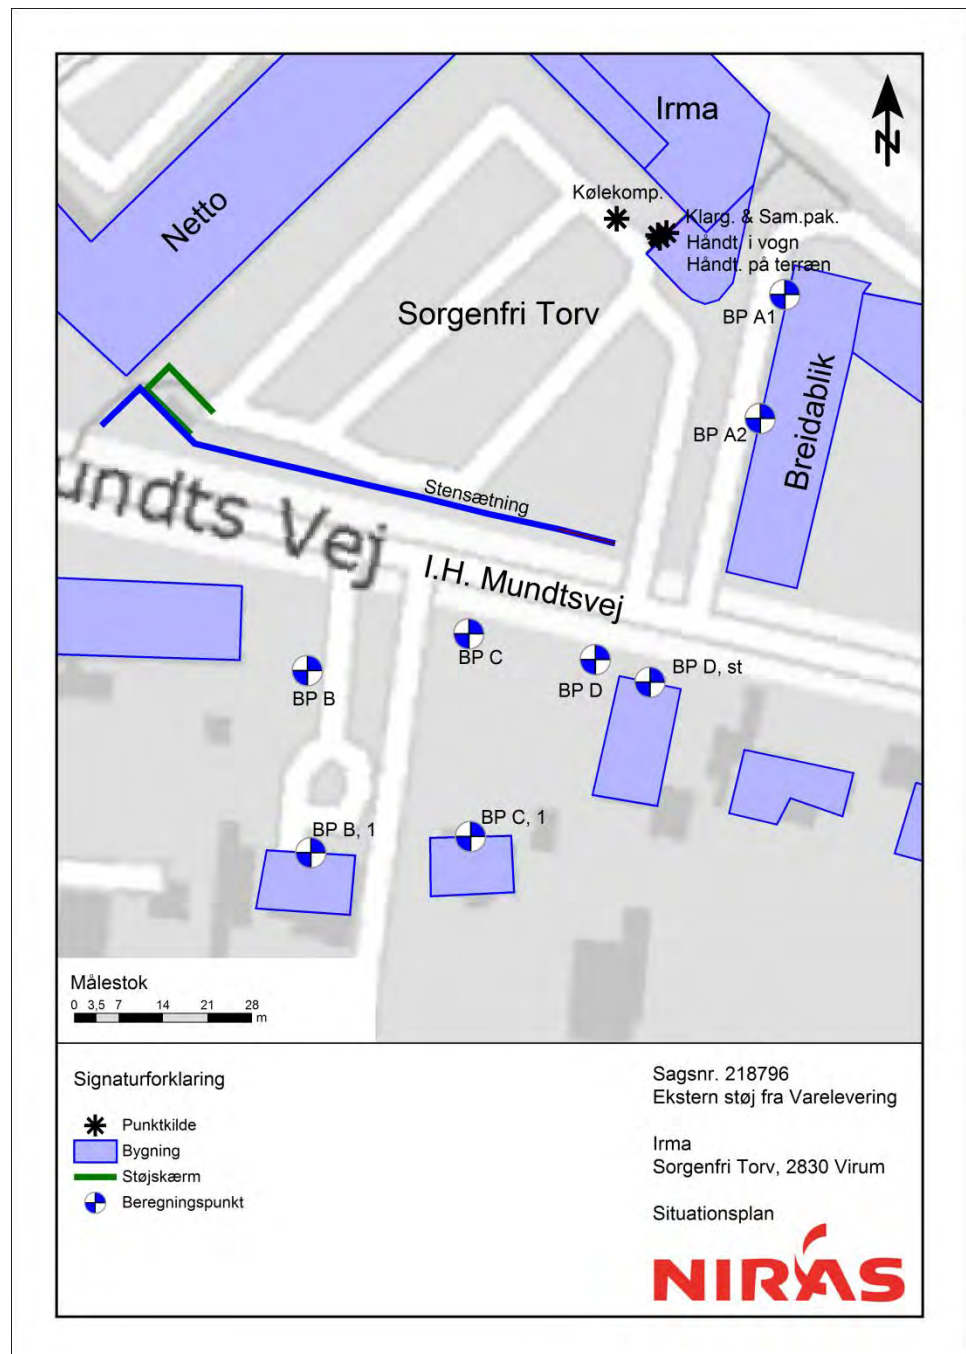 Irma
N
Kølekomp.
Klarg. & Sam.pak.
Håndt. i vogn
Håndt. på terræn
Netto
BP A1
Sorgenfri Torv
Breidablik
BP A2
Stensætning
undts Vej
I.H. Mundtsvej
BP C
BP D
BP D, st
BP B
BP B, 1
BP C, 1
Målestok
0 3,5 7 14 21 28
m
Signaturforklaring
Punktkilde
Bygning
Støjskærm
Beregningspunkt
Sagsnr. 218796
Ekstern støj fra Varelevering
Irma
Sorgenfri Torv, 2830 Virum
Situationsplan
NIRAS